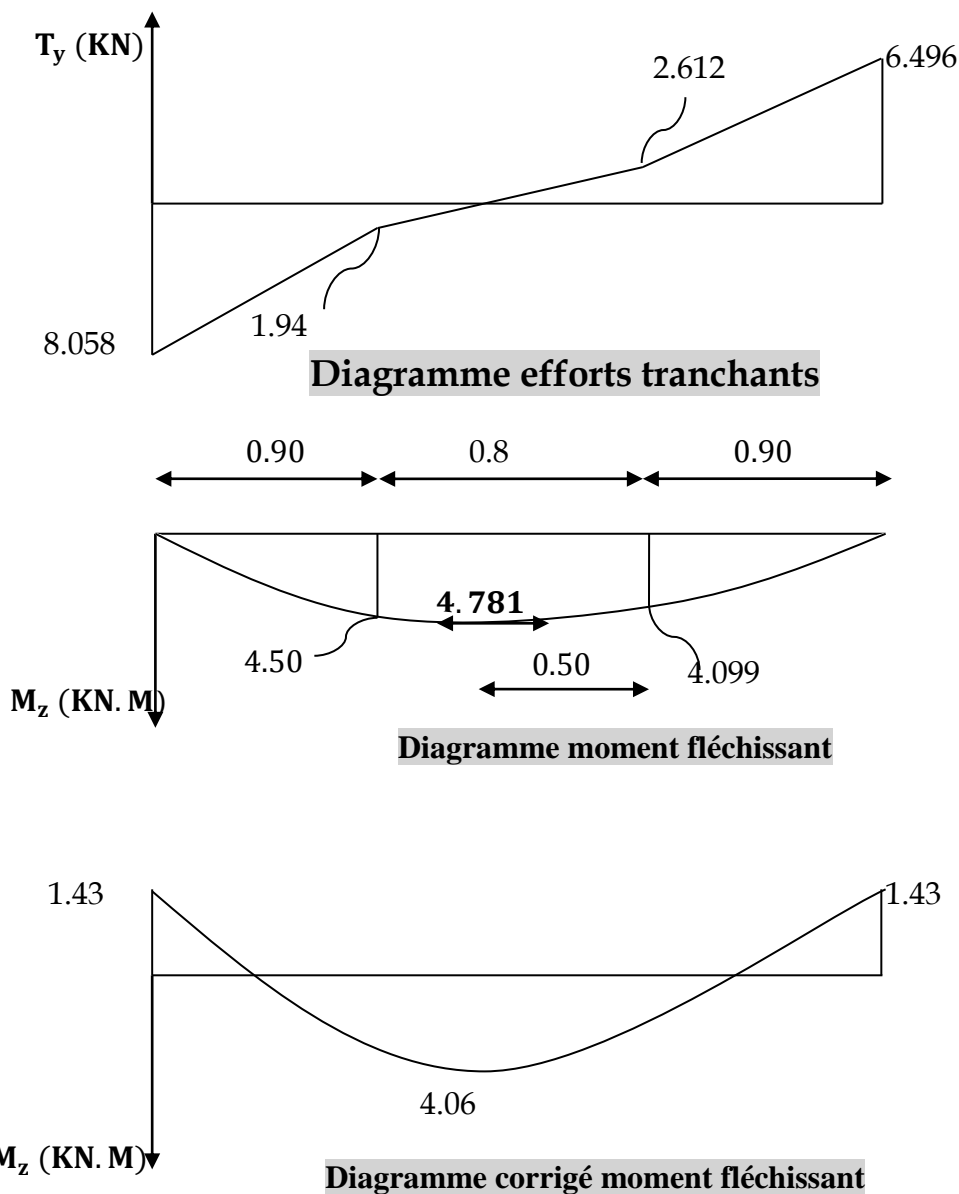 T_y (KN)
2.612
6.496
1.94
8.058
Diagramme efforts tranchants
0.90 0.8 0.90
4.781
4.50
0.50
4.099
M_z (KN. M)
Diagramme moment fléchissant
1.43
1.43
4.06
M_z (KN. M)
Diagramme corrigé moment fléchissant